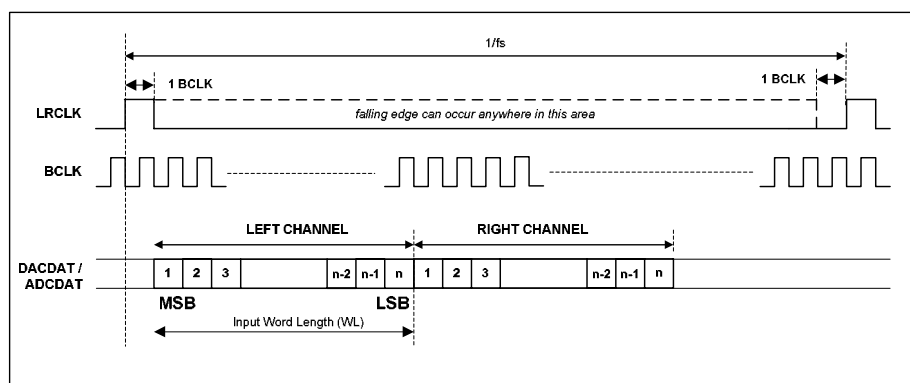 1/fs
1 BCLK
1 BCLK
LRCLK
falling edge can occur anywhere in this area
BCLK
LEFT CHANNEL
RIGHT CHANNEL
DACDAT /
ADCDAT
1 2 3 n-2 n-1 n 1 2 3 n-2 n-1 n
MSB LSB
Input Word Length (WL)